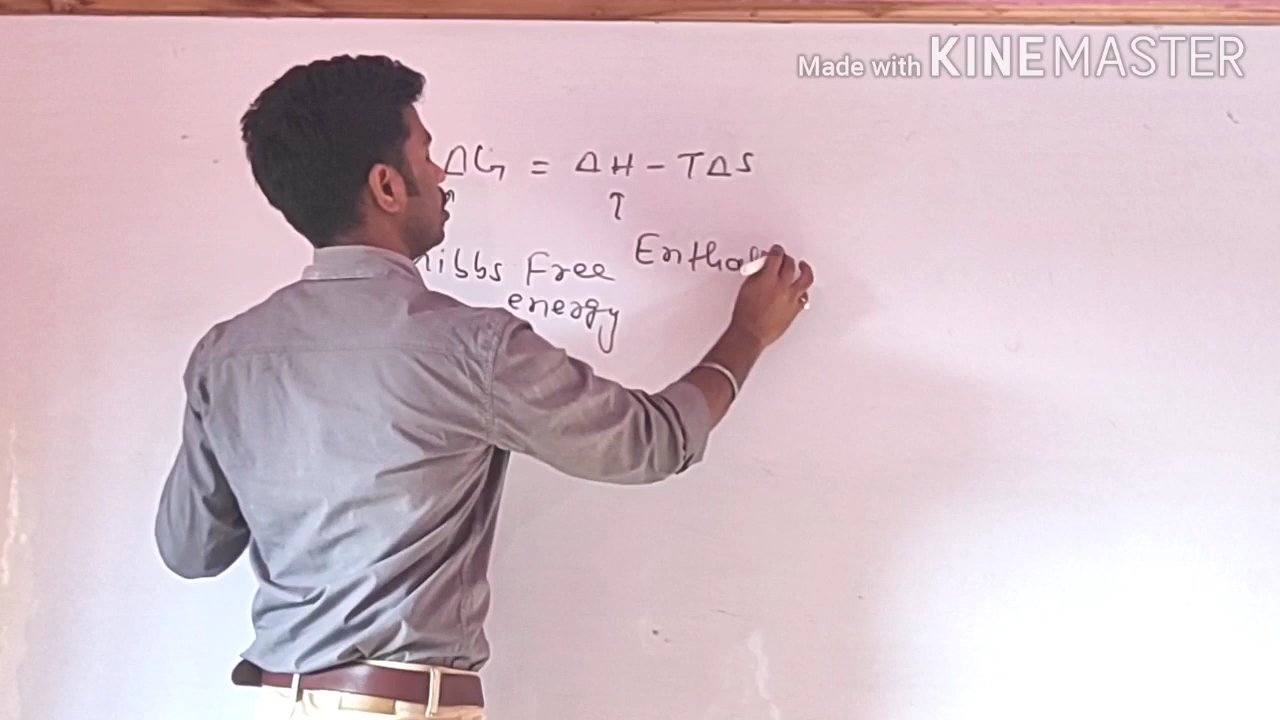 Made with KINEMASTER
ΔG = ΔH - TΔS
↑
Free
energy